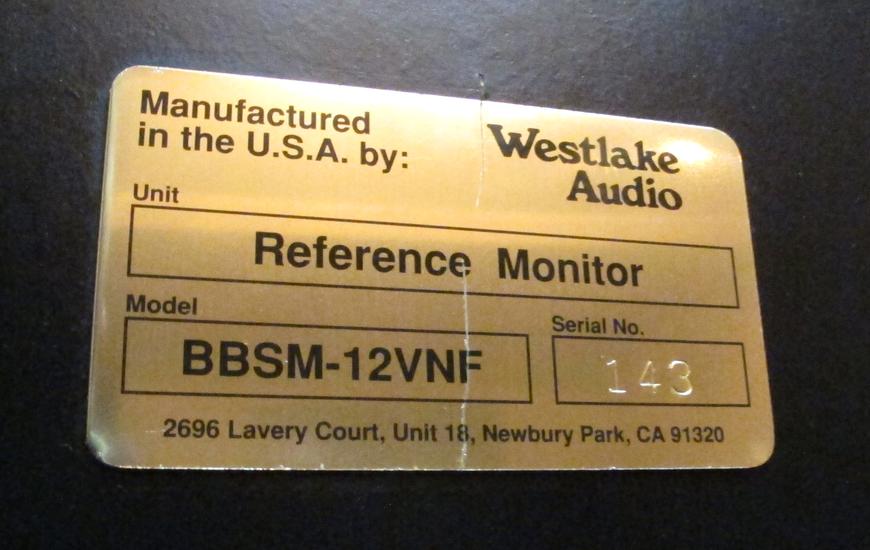 Manufactured
in the U.S.A. by:
Westlake
Audio
Unit
Reference Monitor
Model
BBSM-12VNF
Serial No.
143
2696 Lavery Court, Unit 18, Newbury Park, CA 91320